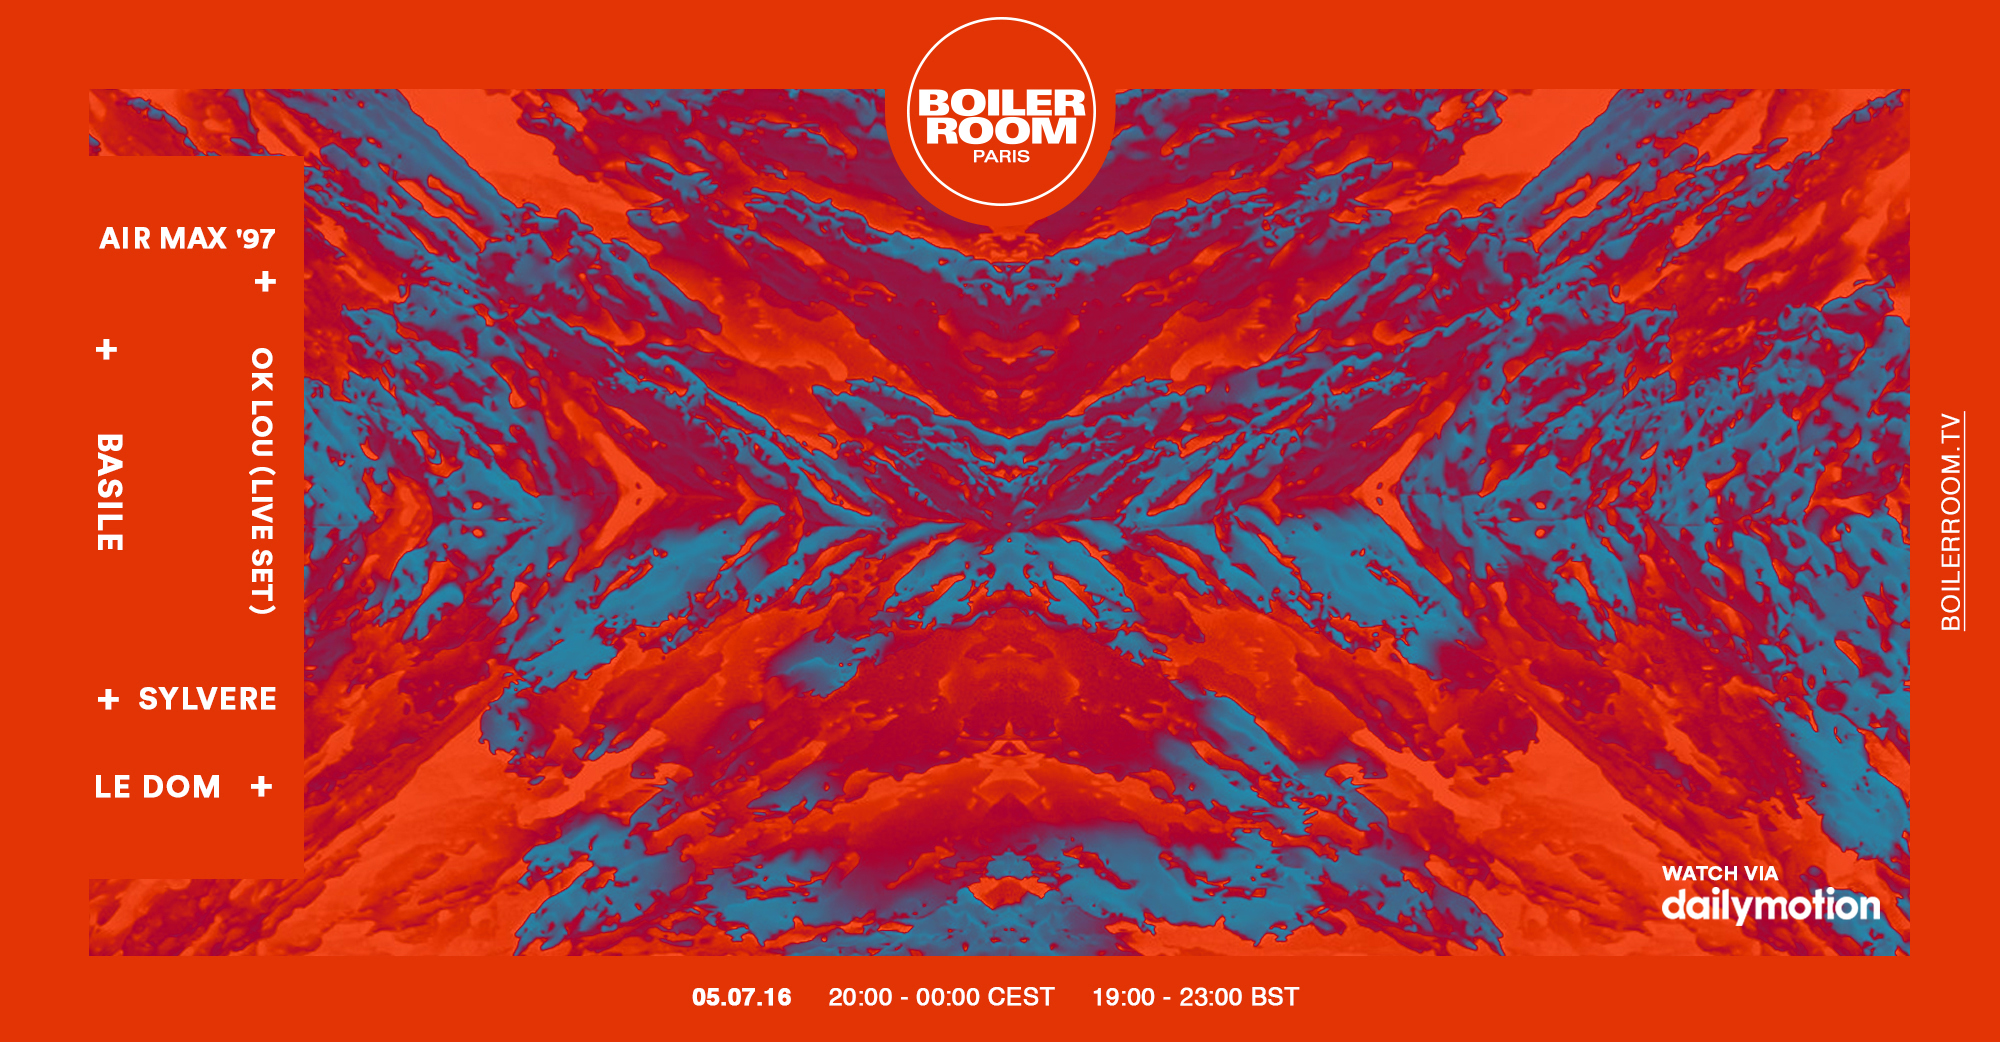 BOILER
ROOM
PARIS
AIR MAX '97
+
OK LOU (LIVE SET)
+
BASILE
+ SYLVERE
LE DOM +
BOILERROOM.TV
WATCH VIA
dailymotion
05.07.16 20:00 - 00:00 CEST 19:00 - 23:00 BST